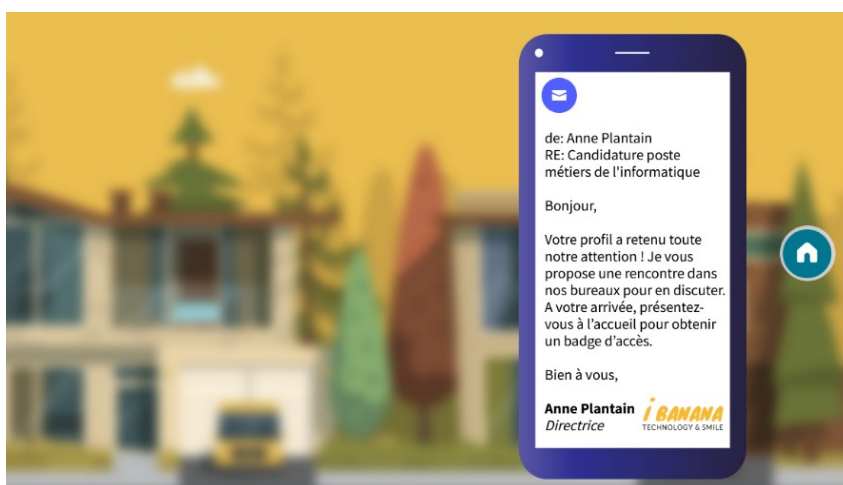 de: Anne Plantain
RE: Candidature poste
métiers de l'informatique
Bonjour,
Votre profil a retenu toute
notre attention ! Je vous
propose une rencontre dans
nos bureaux pour en discuter.
A votre arrivée, présentez-
vous à l'accueil pour obtenir
un badge d'accès.
Bien à vous,
Anne Plantain
Directrice
i BANANA
TECHNOLOGY & SMILE